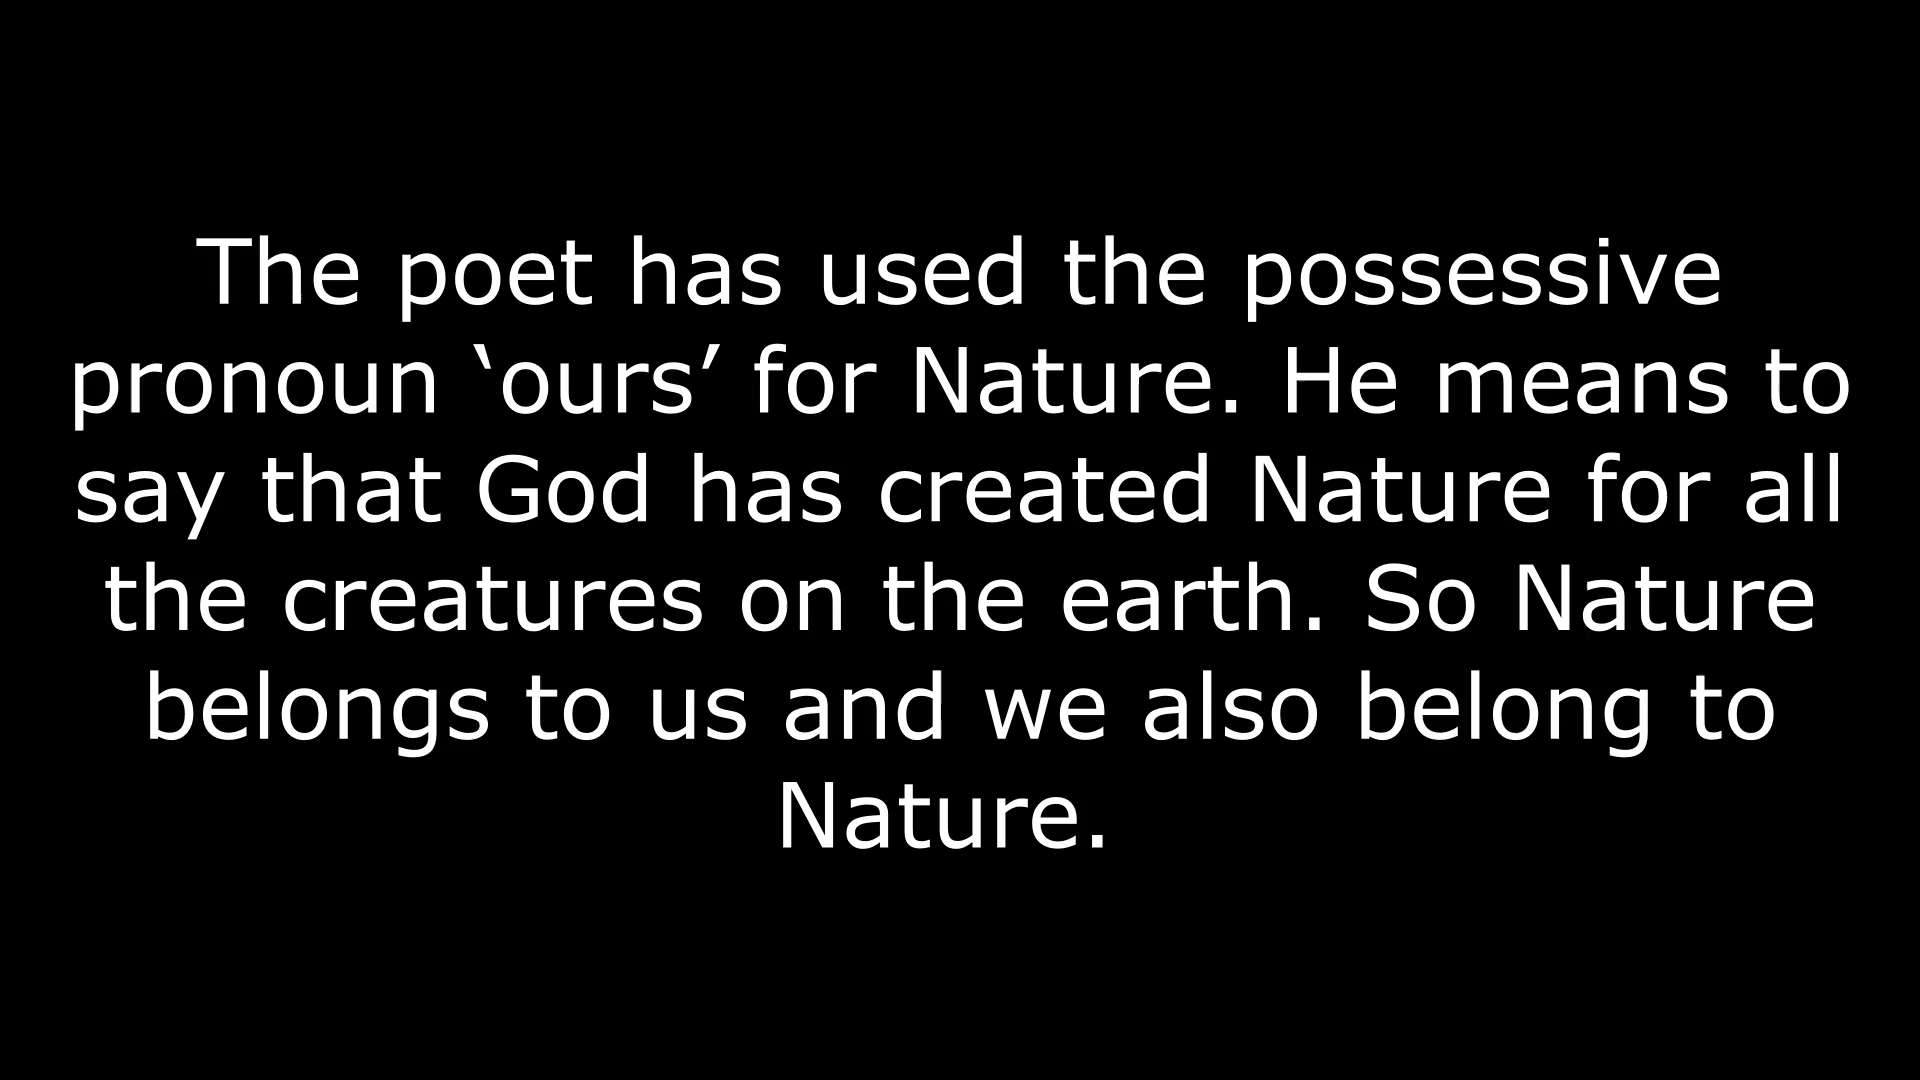 The poet has used the possessive
pronoun ‘ours’ for Nature. He means to
say that God has created Nature for all
the creatures on the earth. So Nature
belongs to us and we also belong to
Nature.